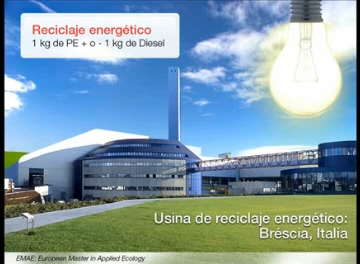 Reciclaje energético
1 kg de PE + o - 1 kg de Diesel
Usina de reciclaje energético:
Bréscia, Italia
EMAE: European Master in Applied Ecology